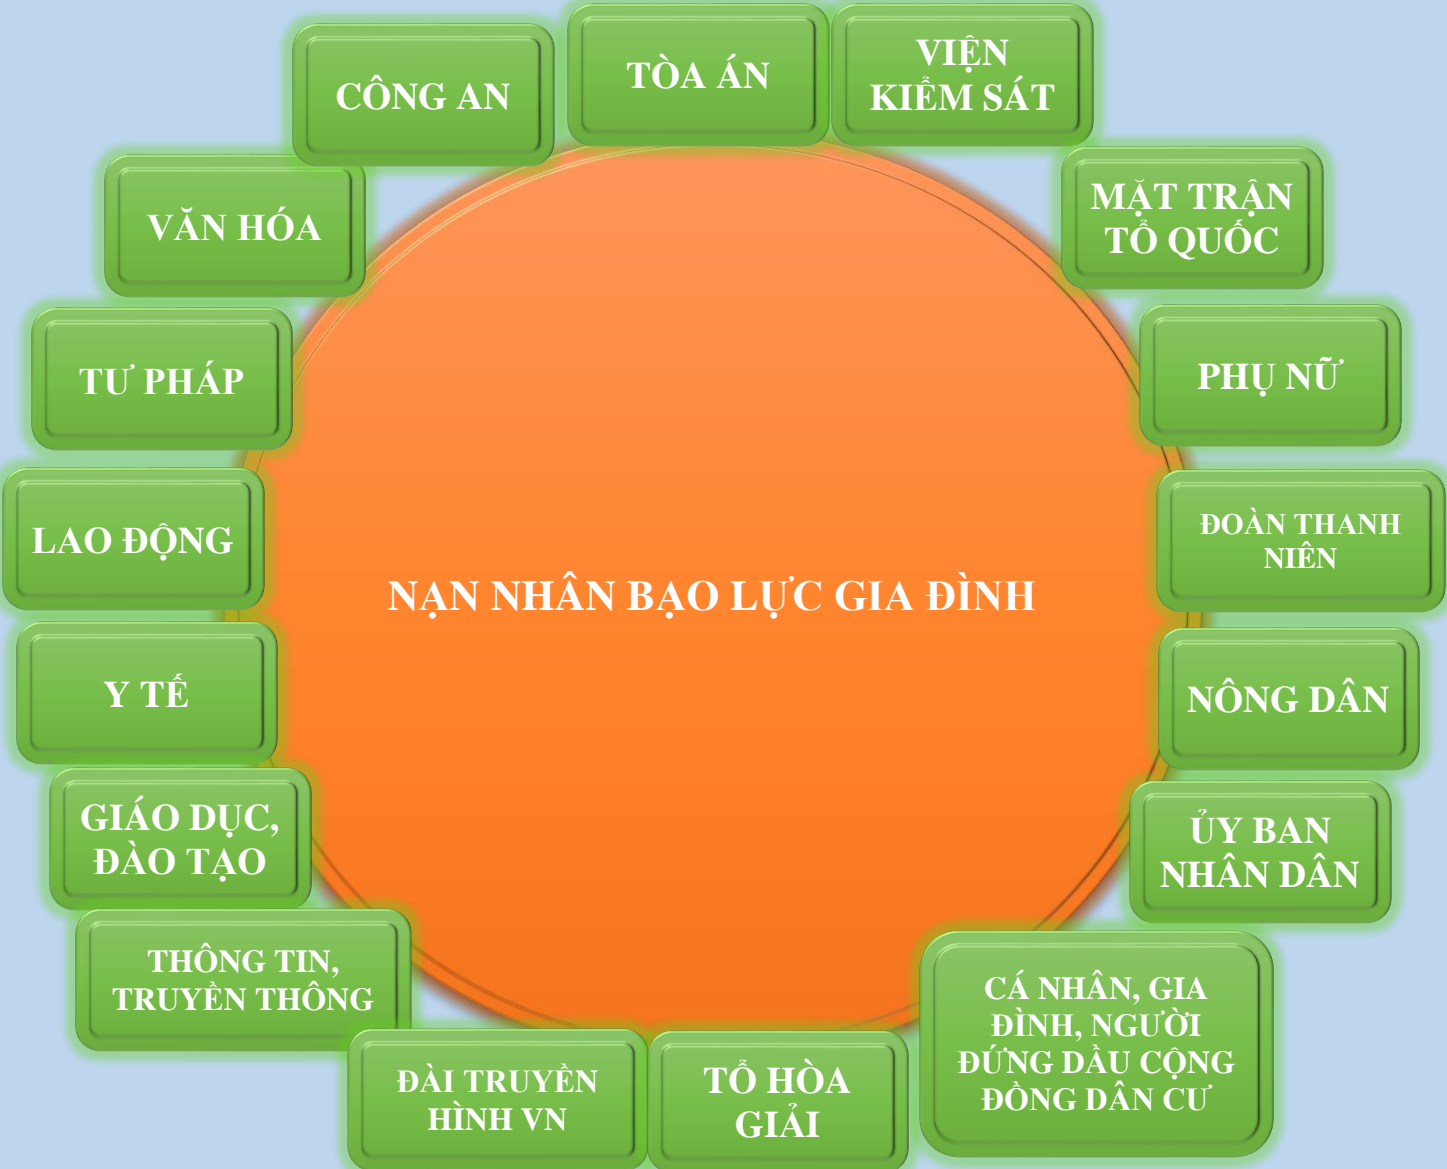 TÒA ÁN
VIỆN
KIỂM SÁT
CÔNG AN
MẶT TRẬN
TỔ QUỐC
VĂN HÓA
PHỤ NỮ
TƯ PHÁP
ĐOÀN THANH
NIÊN
LAO ĐỘNG
NẠN NHÂN BẠO LỰC GIA ĐÌNH
Y TẾ
NÔNG DÂN
GIÁO DỤC,
ĐÀO TẠO
ỦY BAN
NHÂN DÂN
THÔNG TIN,
TRUYỀN THÔNG
CÁ NHÂN, GIA
ĐÌNH, NGƯỜI
ĐỨNG DẦU CỘNG
ĐỒNG DÂN CƯ
ĐÀI TRUYỀN
HÌNH VN
TỔ HÒA
GIẢI